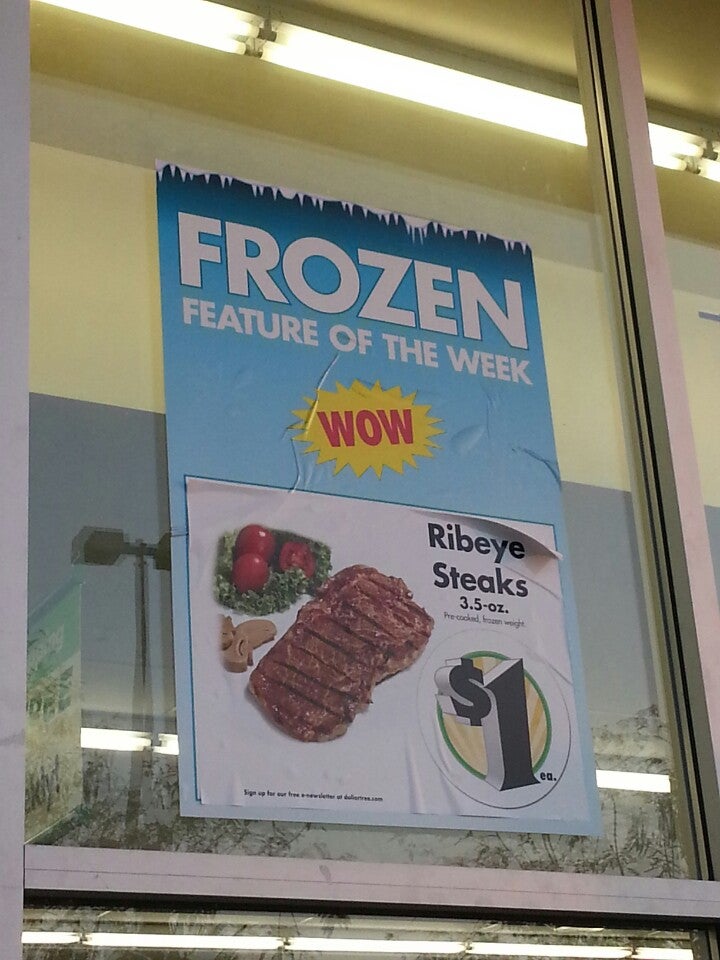 FROZEN
FEATURE OF THE WEEK
WOW
Ribeye
Steaks
3.5-oz.
Pre-cooked, frozen weight.
$1
ea.
Sign up for our free e-newsletter at dollartree.com